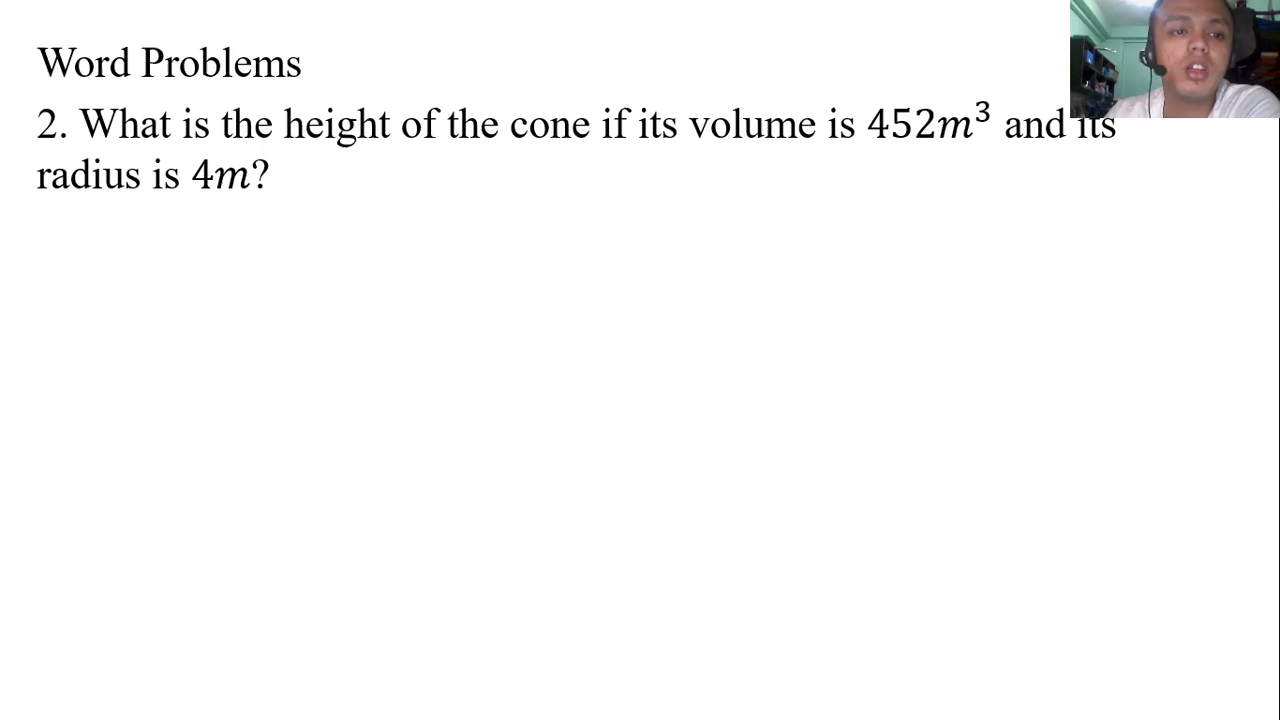 Word Problems
2. What is the height of the cone if its volume is 452m³ and its
radius is 4m?